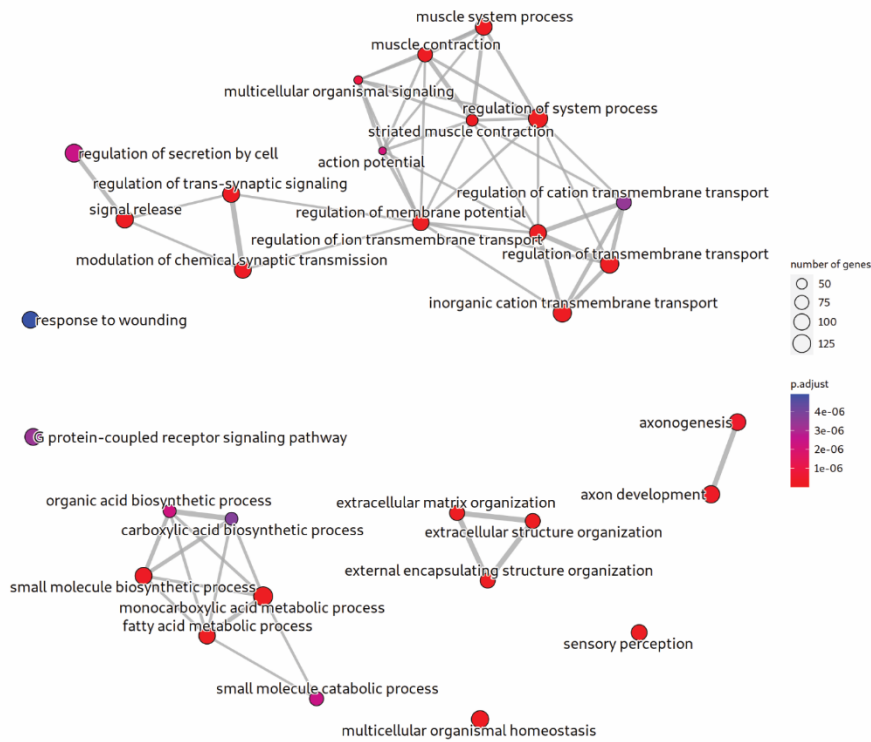 muscle system process
muscle contraction
multicellular organismal signaling
regulation of system process
striated muscle contraction
regulation of secretion by cell
action potential
regulation of trans-synaptic signaling
regulation of cation transmembrane transport
signal release
regulation of membrane potential
regulation of ion transmembrane transport
regulation of transmembrane transport
modulation of chemical synaptic transmission
inorganic cation transmembrane transport
response to wounding
number of genes
50
75
100
125
p.adjust
4e-06
3e-06
2e-06
1e-06
axonogenesis
G protein-coupled receptor signaling pathway
axon development
organic acid biosynthetic process
extracellular matrix organization
carboxylic acid biosynthetic process
extracellular structure organization
external encapsulating structure organization
small molecule biosynthetic process
monocarboxylic acid metabolic process
fatty acid metabolic process
sensory perception
small molecule catabolic process
multicellular organismal homeostasis